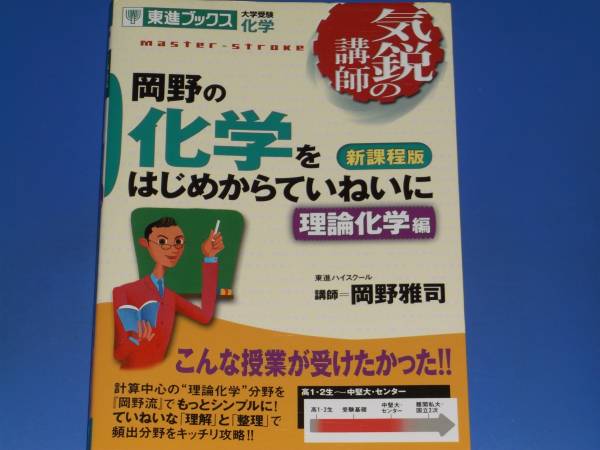 東進ブックス
大学受験
化学
master-stroke
気鋭の
講師
岡野の
化学を
新課程版
はじめからていねいに
理論化学編
東進ハイスクール
講師＝岡野雅司
こんな授業が受けたかった!!
計算中心の“理論化学”分野を
『岡野流』でもっとシンプルに!
ていねいな「理解」と「整理」で
頻出分野をキッチリ攻略!!
高1・2生〜中堅大・センター
高1・2生
受験基礎
中堅大・
センター
難関私大・
国立2次